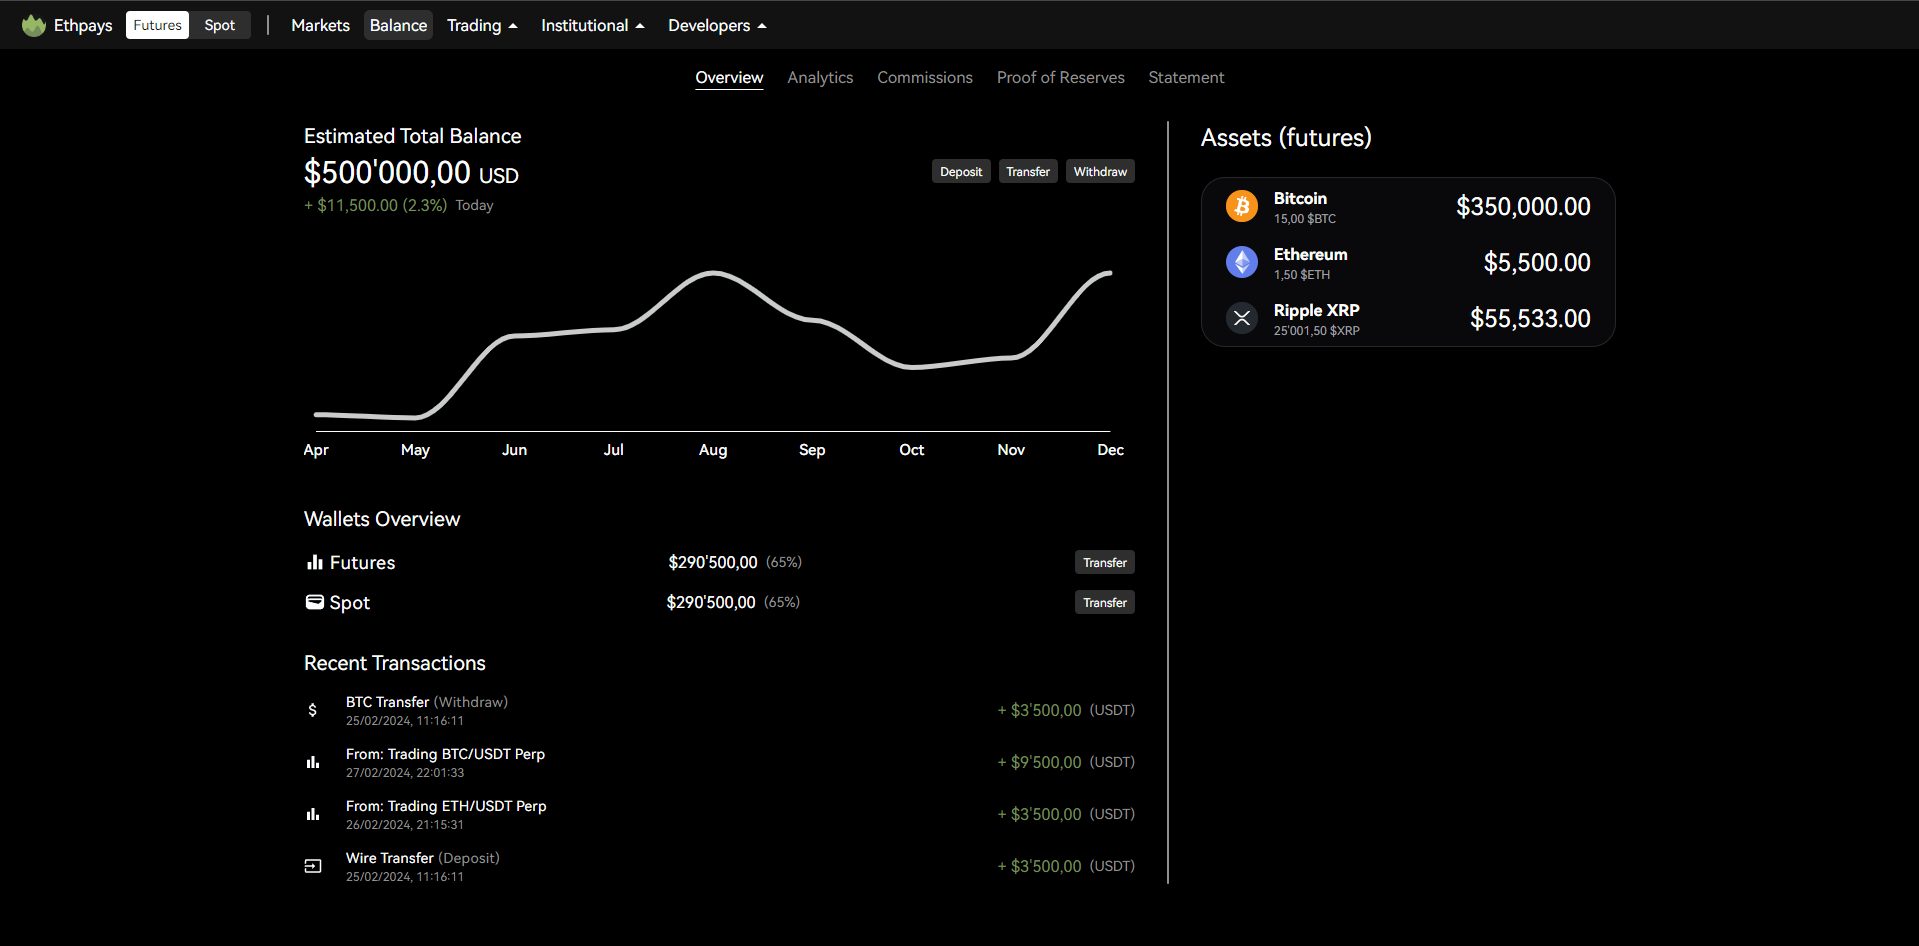 Ethpays Futures Spot | Markets Balance Trading Institutional Developers
Overview Analytics Commissions Proof of Reserves Statement
Estimated Total Balance
$500'000,00 USD
+ $11,500.00 (2.3%) Today
Deposit Transfer Withdraw
Apr May Jun Jul Aug Sep Oct Nov Dec
Wallets Overview
Futures $290'500,00 (65%) Transfer
Spot $290'500,00 (65%) Transfer
Recent Transactions
BTC Transfer (Withdraw)
25/02/2024, 11:16:11
+ $3'500,00 (USDT)
From: Trading BTC/USDT Perp
27/02/2024, 22:01:33
+ $9'500,00 (USDT)
From: Trading ETH/USDT Perp
26/02/2024, 21:15:31
+ $3'500,00 (USDT)
Wire Transfer (Deposit)
25/02/2024, 11:16:11
+ $3'500,00 (USDT)
Assets (futures)
Bitcoin
15,00 $BTC
$350,000.00
Ethereum
1,50 $ETH
$5,500.00
Ripple XRP
25'001,50 $XRP
$55,533.00